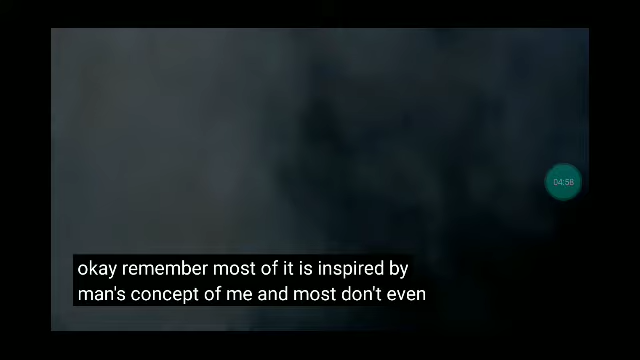 04:58
okay remember most of it is inspired by
man's concept of me and most don't even